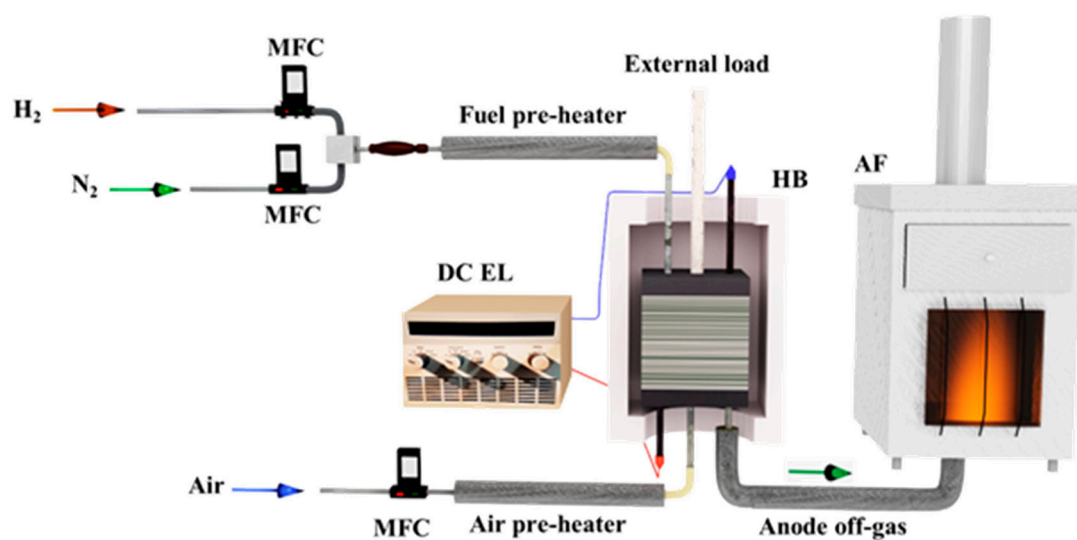 MFC
External load
H₂
Fuel pre-heater
N₂
MFC
HB
AF
DC EL
Air
MFC
Air pre-heater
Anode off-gas